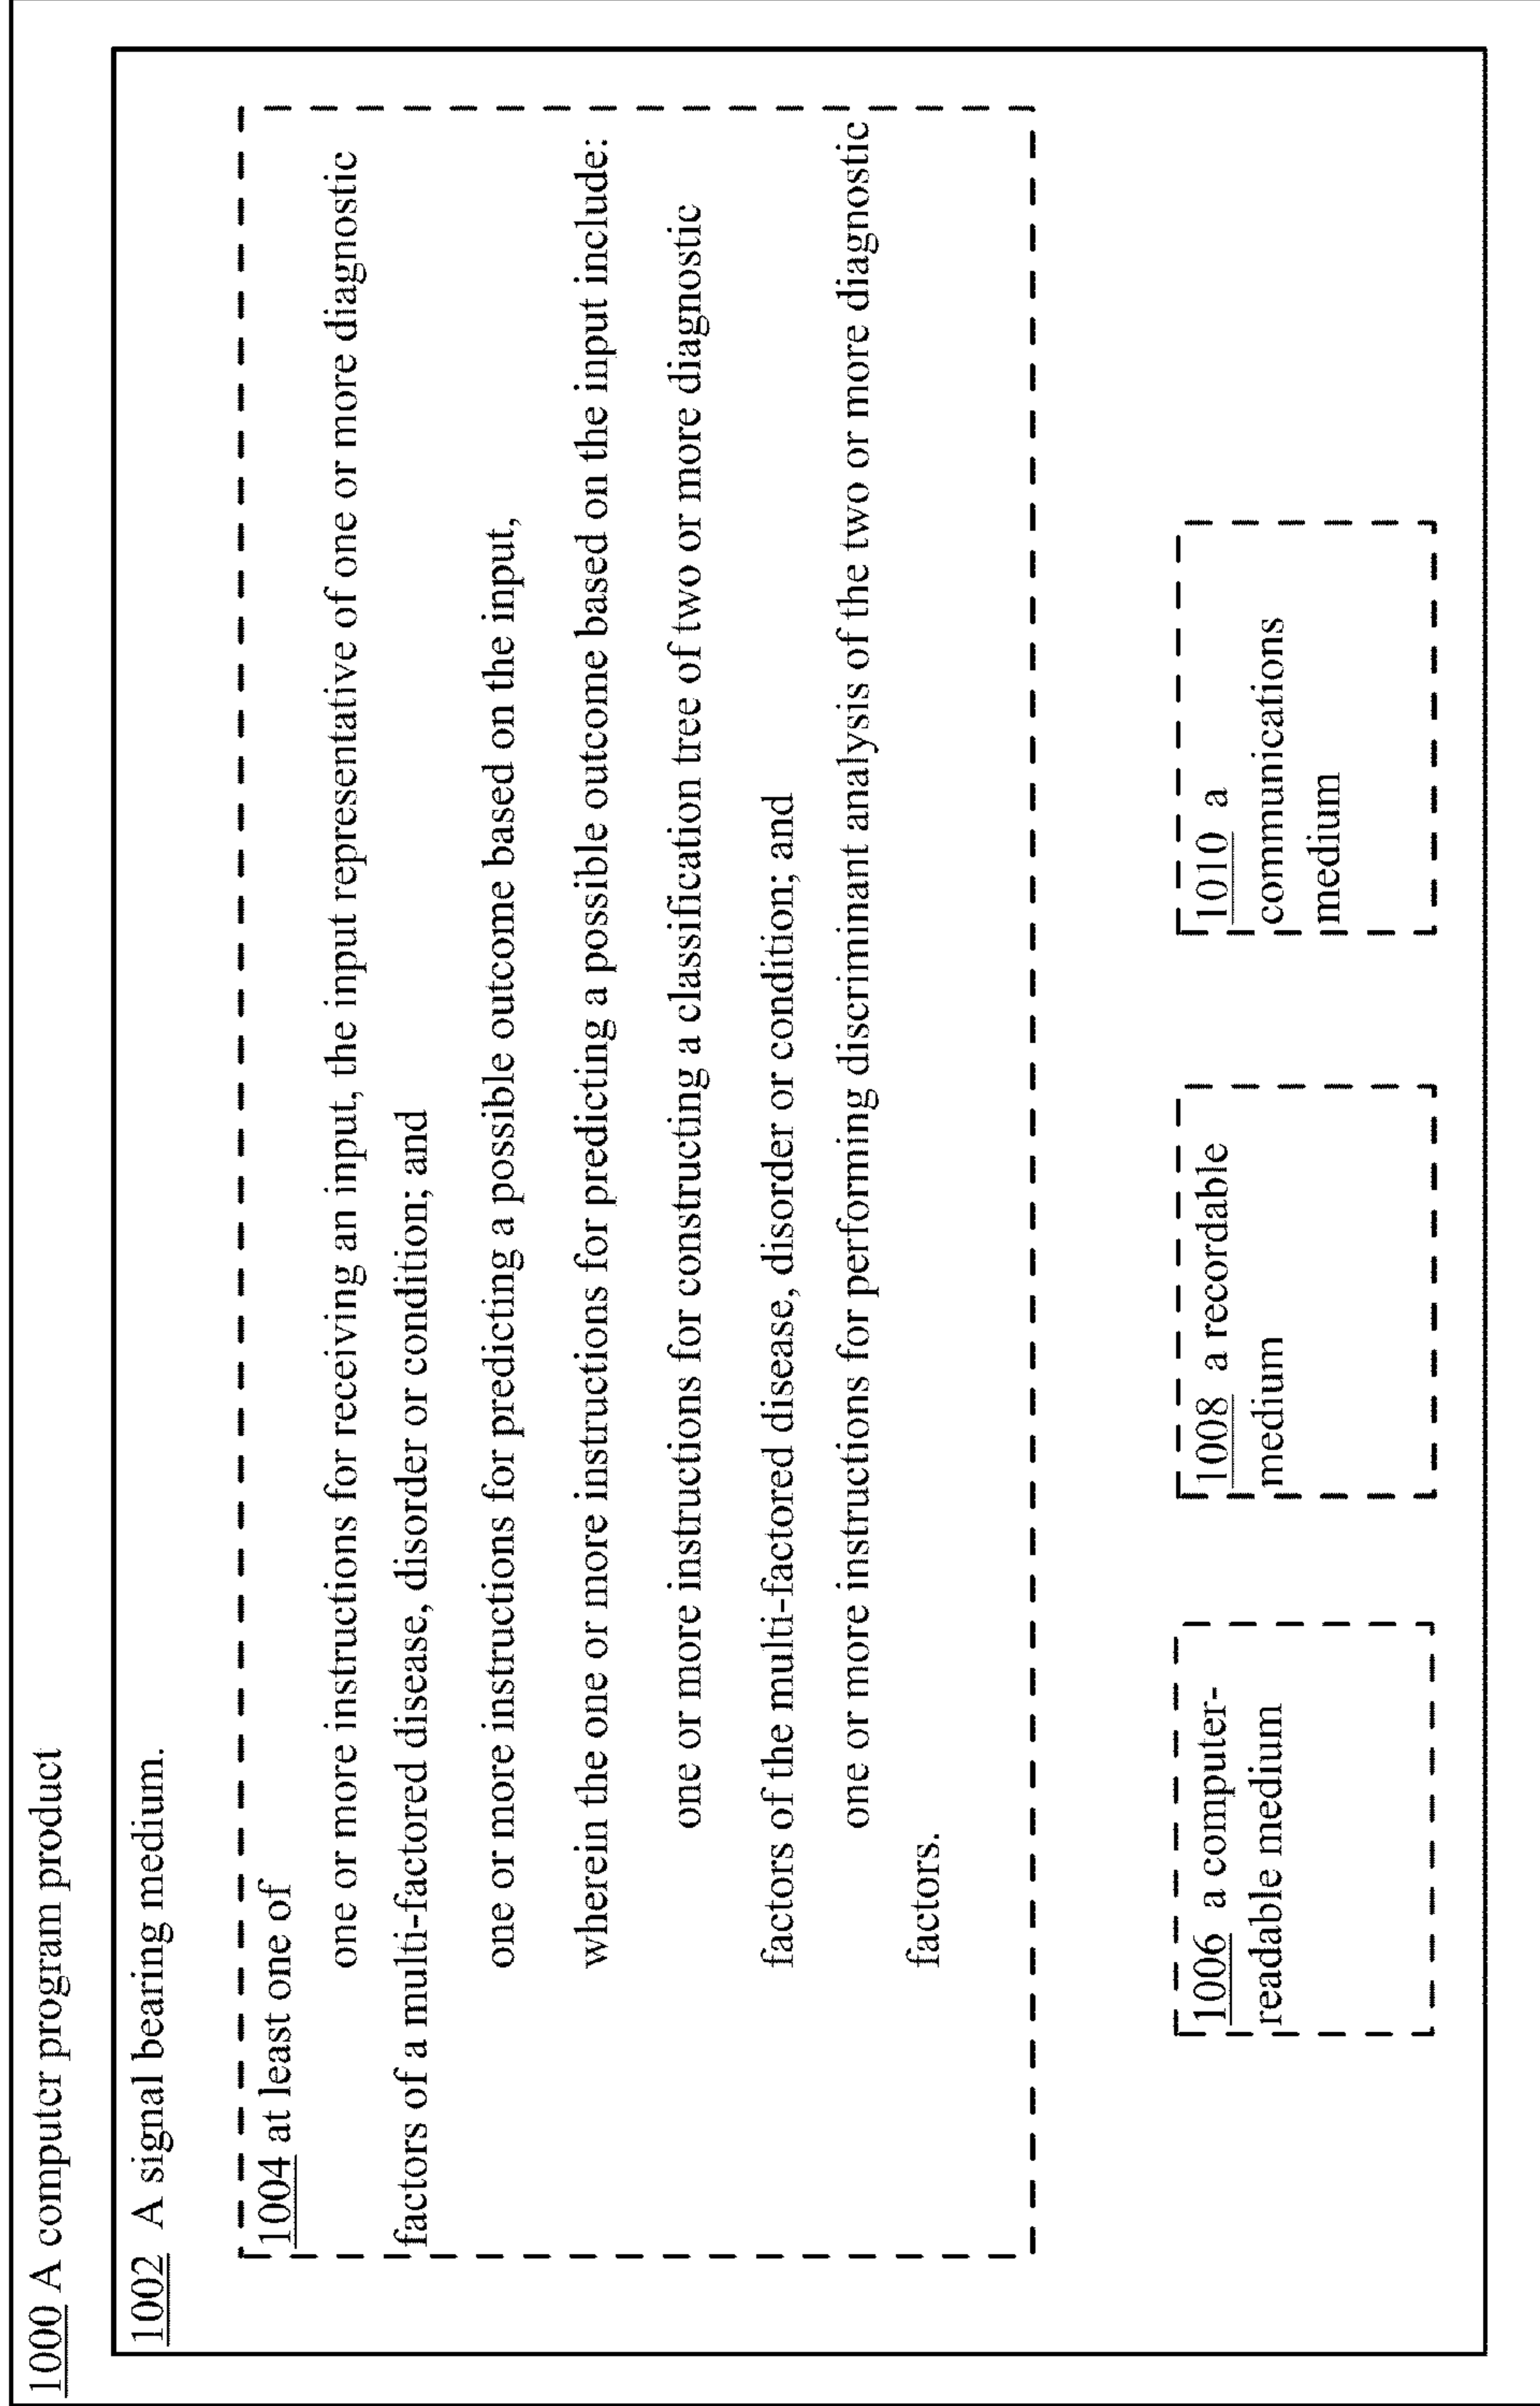 1000 A computer program product
1002 A signal bearing medium.
1004 at least one of
one or more instructions for receiving an input, the input representative of one or more diagnostic
factors of a multi-factored disease, disorder or condition; and
one or more instructions for predicting a possible outcome based on the input,
wherein the one or more instructions for predicting a possible outcome based on the input include:
one or more instructions for constructing a classification tree of two or more diagnostic
factors of the multi-factored disease, disorder or condition; and
one or more instructions for performing discriminant analysis of the two or more diagnostic
factors.
1006 a computer-
readable medium
1008 a recordable
medium
1010 a
communications
medium